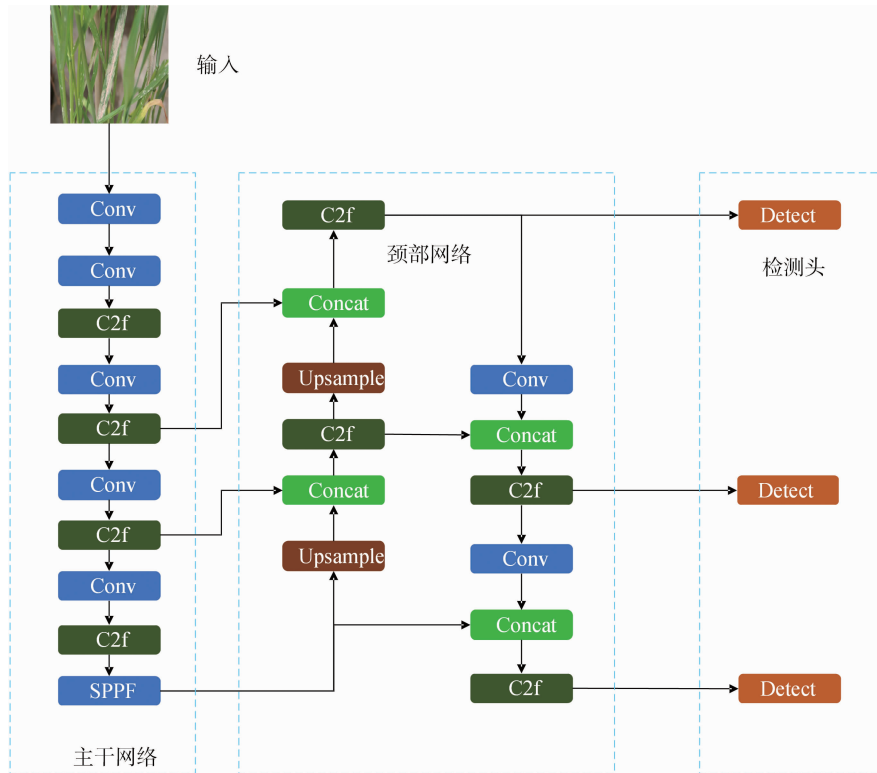 输入
Conv
Conv
C2f
Conv
C2f
Conv
C2f
Conv
C2f
SPPF
主干网络
C2f
颈部网络
Concat
Upsample
C2f
Concat
Upsample
Conv
Concat
C2f
Conv
Concat
C2f
Detect
检测头
Detect
Detect